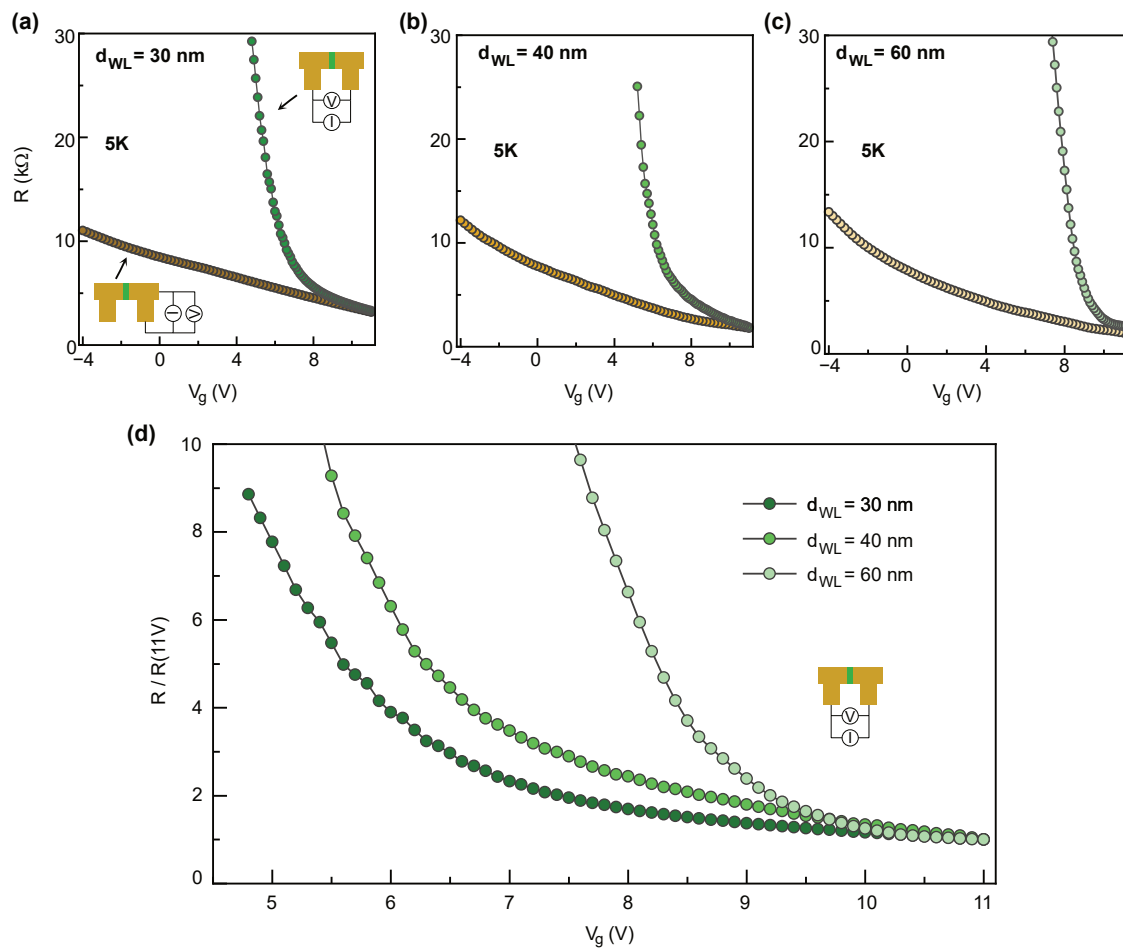 (a)
d_WL = 30 nm
5K
R (kΩ)
30
20
10
0
−4
0
4
8
V_g (V)
V
I
I
V
(b)
d_WL = 40 nm
5K
30
20
10
0
−4
0
4
8
V_g (V)
(c)
d_WL = 60 nm
5K
30
20
10
0
−4
0
4
8
V_g (V)
(d)
R / R(11V)
10
8
6
4
2
0
5
6
7
8
9
10
11
V_g (V)
d_WL = 30 nm
d_WL = 40 nm
d_WL = 60 nm
V
I